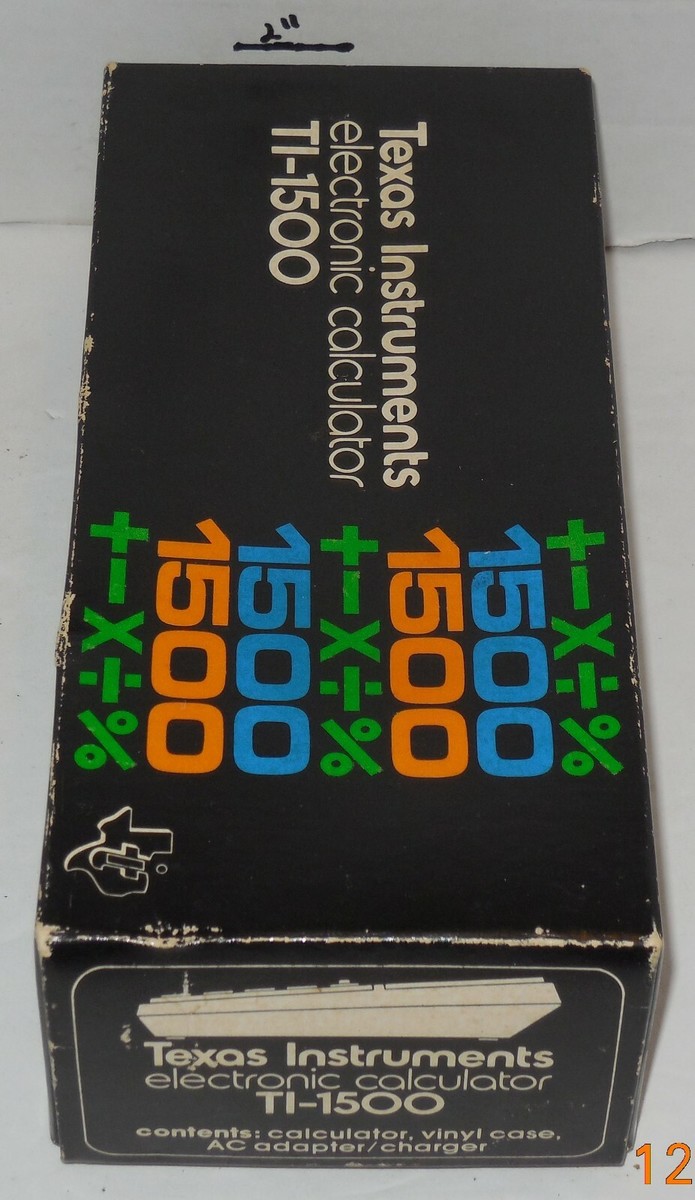 2"
Texas Instruments
electronic calculator
TI-1500
+-×÷%
1500
1500
+-×÷%
1500
1500
+-×÷%
Texas Instruments
electronic calculator
TI-1500
contents: calculator, vinyl case,
AC adapter/charger
12